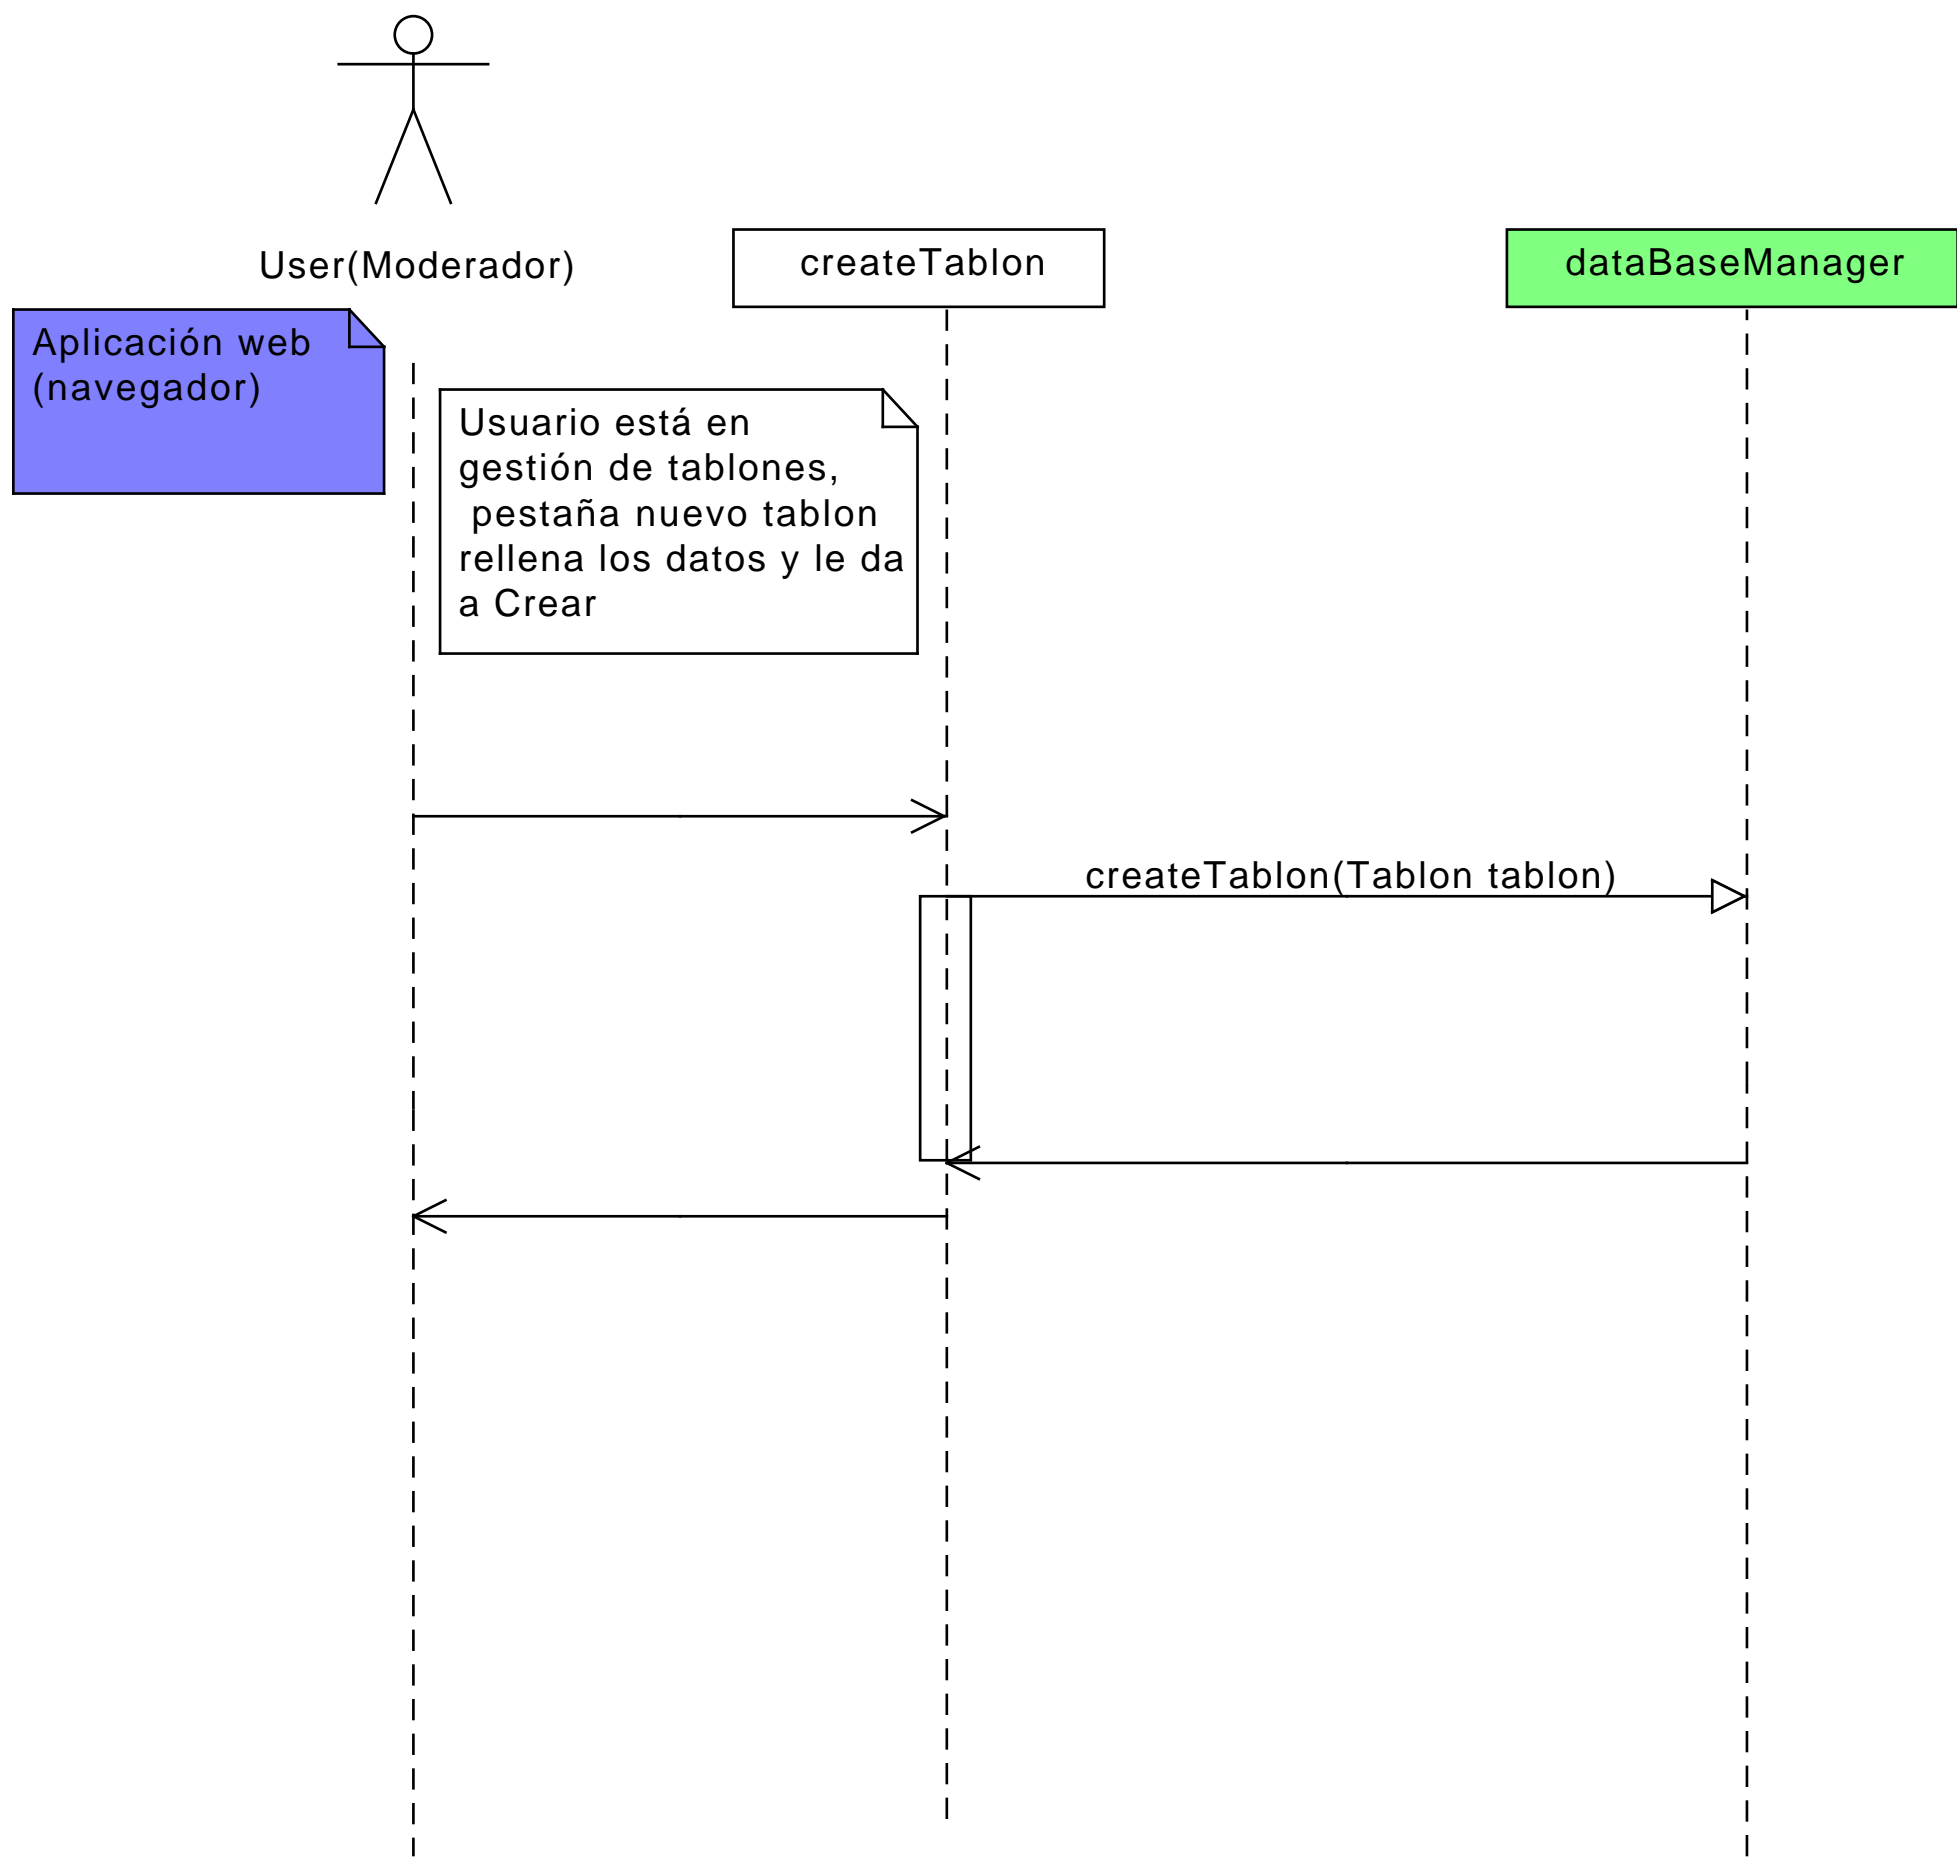 User(Moderador)
createTablon
dataBaseManager
Aplicación web
(navegador)
Usuario está en
gestión de tablones,
pestaña nuevo tablon
rellena los datos y le da
a Crear
createTablon(Tablon tablon)